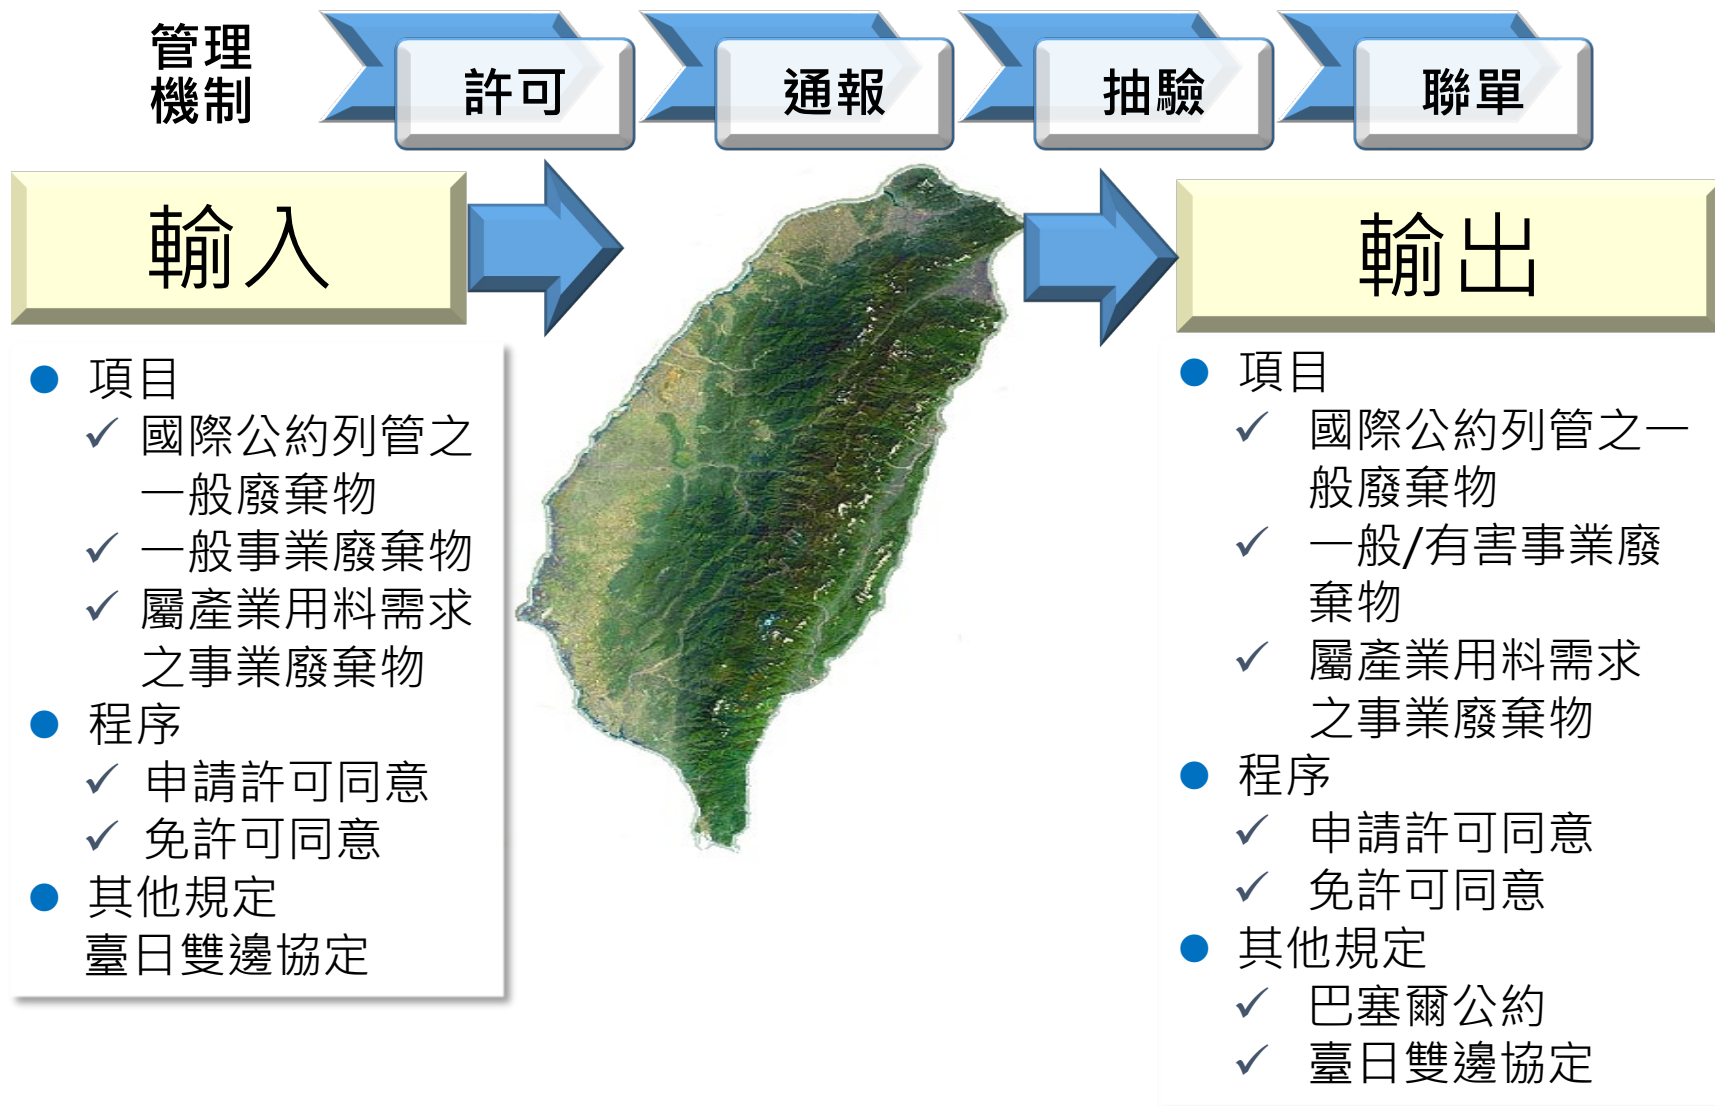 管理
機制
許可
通報
抽驗
聯單
輸入
項目
國際公約列管之
一般廢棄物
一般事業廢棄物
屬產業用料需求
之事業廢棄物
程序
申請許可同意
免許可同意
其他規定
臺日雙邊協定
輸出
項目
國際公約列管之一
般廢棄物
一般/有害事業廢
棄物
屬產業用料需求
之事業廢棄物
程序
申請許可同意
免許可同意
其他規定
巴塞爾公約
臺日雙邊協定